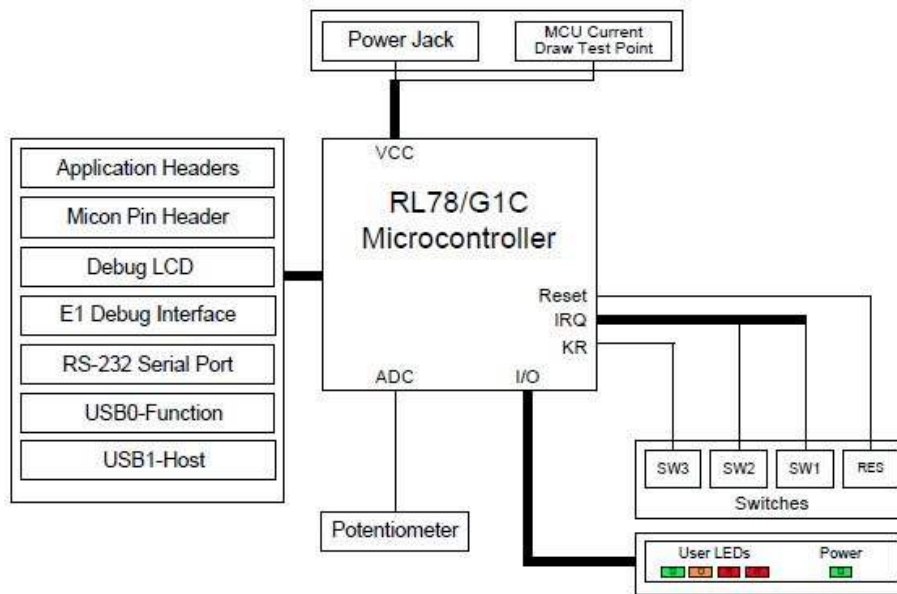 Power Jack
MCU Current
Draw Test Point
VCC
RL78/G1C
Microcontroller
Application Headers
Micon Pin Header
Debug LCD
E1 Debug Interface
RS-232 Serial Port
USB0-Function
USB1-Host
Reset
IRQ
KR
ADC
I/O
Potentiometer
SW3
SW2
SW1
RES
Switches
User LEDs
Power